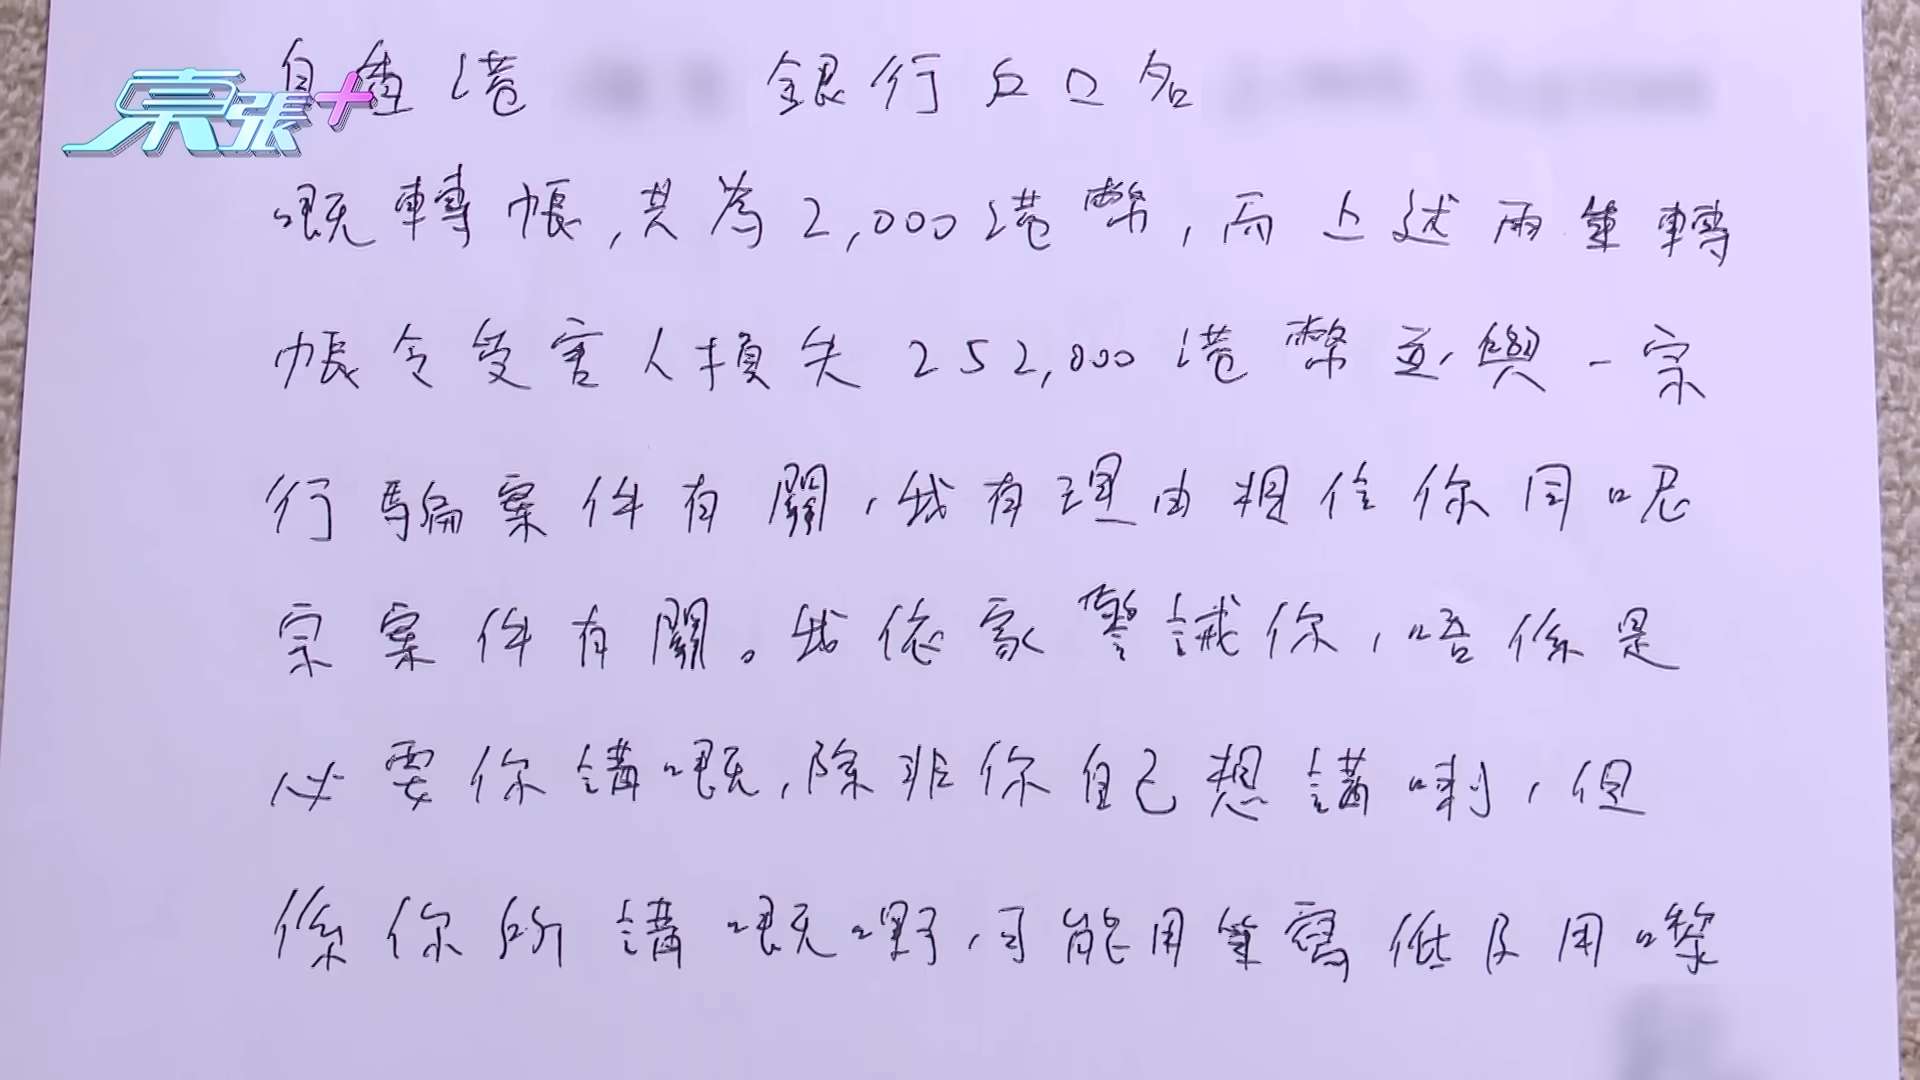 東張+
自香港 銀行戶口名
嘅轉帳,共為2,000港幣,而上述兩筆轉
帳令受害人損失252,000港幣並與一宗
行騙案件有關,我有理由相信你同呢
宗案件有關。我依家警誡你,唔係是
必要你講嘅,除非你自己想講喇,但
係你所講嘅嘢,可能用筆寫低及用嚟